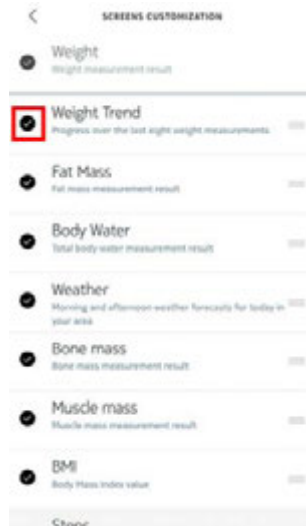 SCREENS CUSTOMIZATION
Weight
Weight measurement result
Weight Trend
Progress over the last eight weight measurements
Fat Mass
Fat mass measurement result
Body Water
Total body water measurement result
Weather
Morning and afternoon weather forecasts for today in
your area
Bone mass
Bone mass measurement result
Muscle mass
Muscle mass measurement result
BMI
Body Mass Index value
Steps